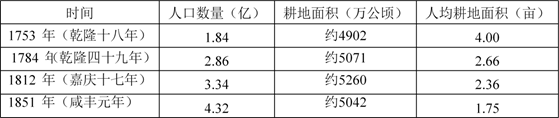 时间 人口数量（亿） 耕地面积（万公顷） 人均耕地面积（亩）
1753 年（乾隆十八年） 1.84 约4902 4.00
1784 年（乾隆四十九年） 2.86 约5071 2.66
1812 年（嘉庆十七年） 3.34 约5260 2.36
1851 年（咸丰元年） 4.32 约5042 1.75